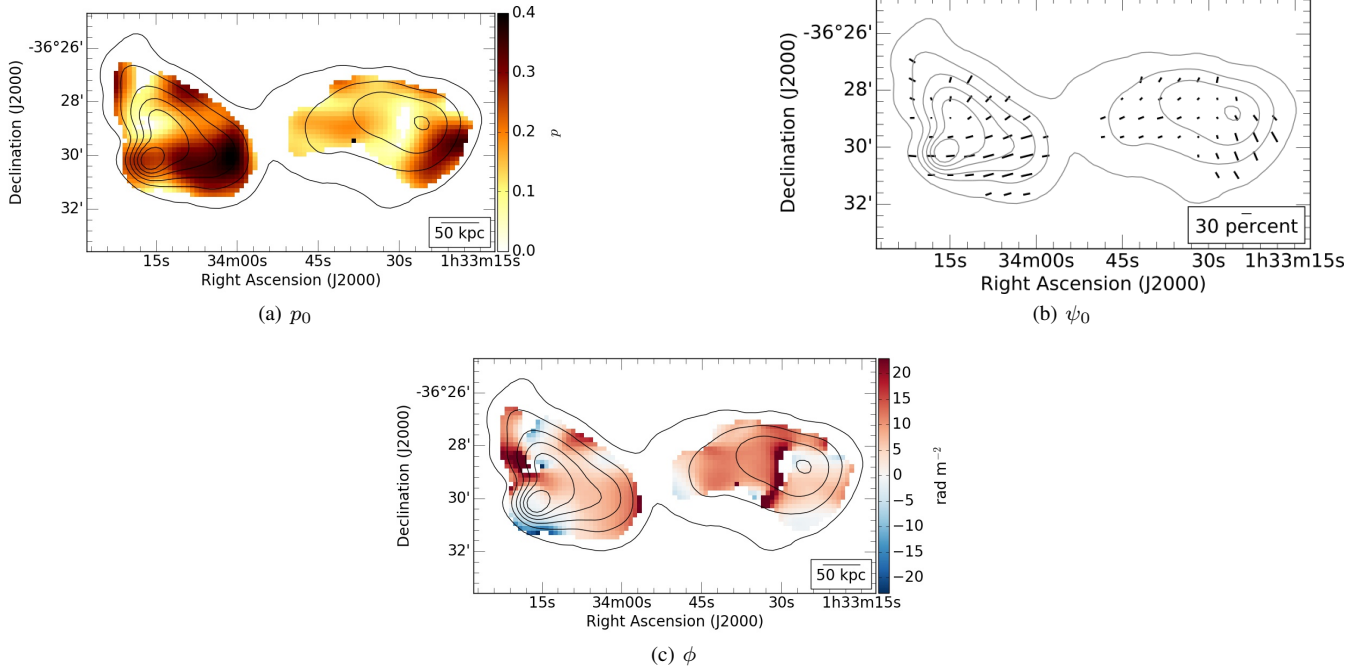 -36°26'
28'
30'
32'
Declination (J2000)
15s 34m00s 45s 30s 1h33m15s
Right Ascension (J2000)
50 kpc
0.4
0.3
0.2
0.1
0.0
p
(a) p₀
-36°26'
28'
30'
32'
Declination (J2000)
15s 34m00s 45s 30s 1h33m15s
Right Ascension (J2000)
30 percent
(b) ψ₀
-36°26'
28'
30'
32'
Declination (J2000)
15s 34m00s 45s 30s 1h33m15s
Right Ascension (J2000)
50 kpc
20
15
10
5
0
−5
−10
−15
−20
rad m⁻²
(c) ϕ